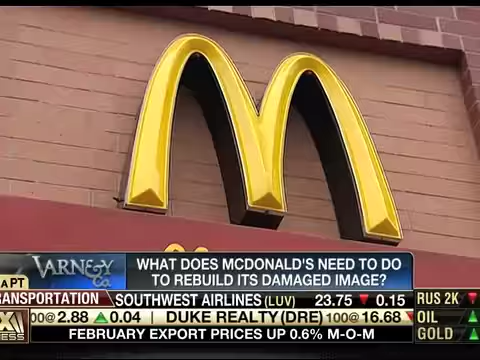 VARNEY
& Co.
WHAT DOES MCDONALD'S NEED TO DO
TO REBUILD ITS DAMAGED IMAGE?
APT
TRANSPORTATION SOUTHWEST AIRLINES (LUV) 23.75 ▼ 0.15 RUS 2K ▼
00@ 2.88 ▲ 0.04 | DUKE REALTY(DRE) 100@ 16.68 ▼ OIL ▲
FEBRUARY EXPORT PRICES UP 0.6% M-O-M GOLD ▲